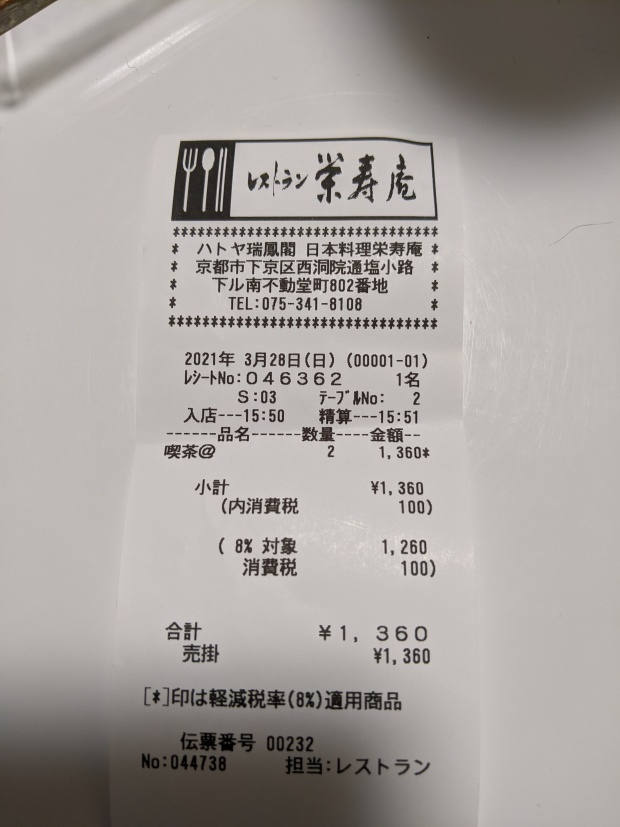 レストラン 栄寿庵
**********************************
* ハトヤ瑞鳳閣 日本料理栄寿庵 *
* 京都市下京区西洞院通塩小路 *
* 下ル南不動堂町802番地 *
* TEL:075-341-8108 *
**********************************
2021年 3月28日(日) (00001-01)
ﾚｼｰﾄNo:046362 1名
S:03 ﾃｰﾌﾞﾙNo: 2
入店---15:50 精算---15:51
------品名------数量----金額--
喫茶@ 2 1,360*
小計 ¥1,360
(内消費税 100)
( 8% 対象 1,260
消費税 100)
合計 ¥1,360
売掛 ¥1,360
[*]印は軽減税率(8%)適用商品
伝票番号 00232
No:044738 担当:レストラン